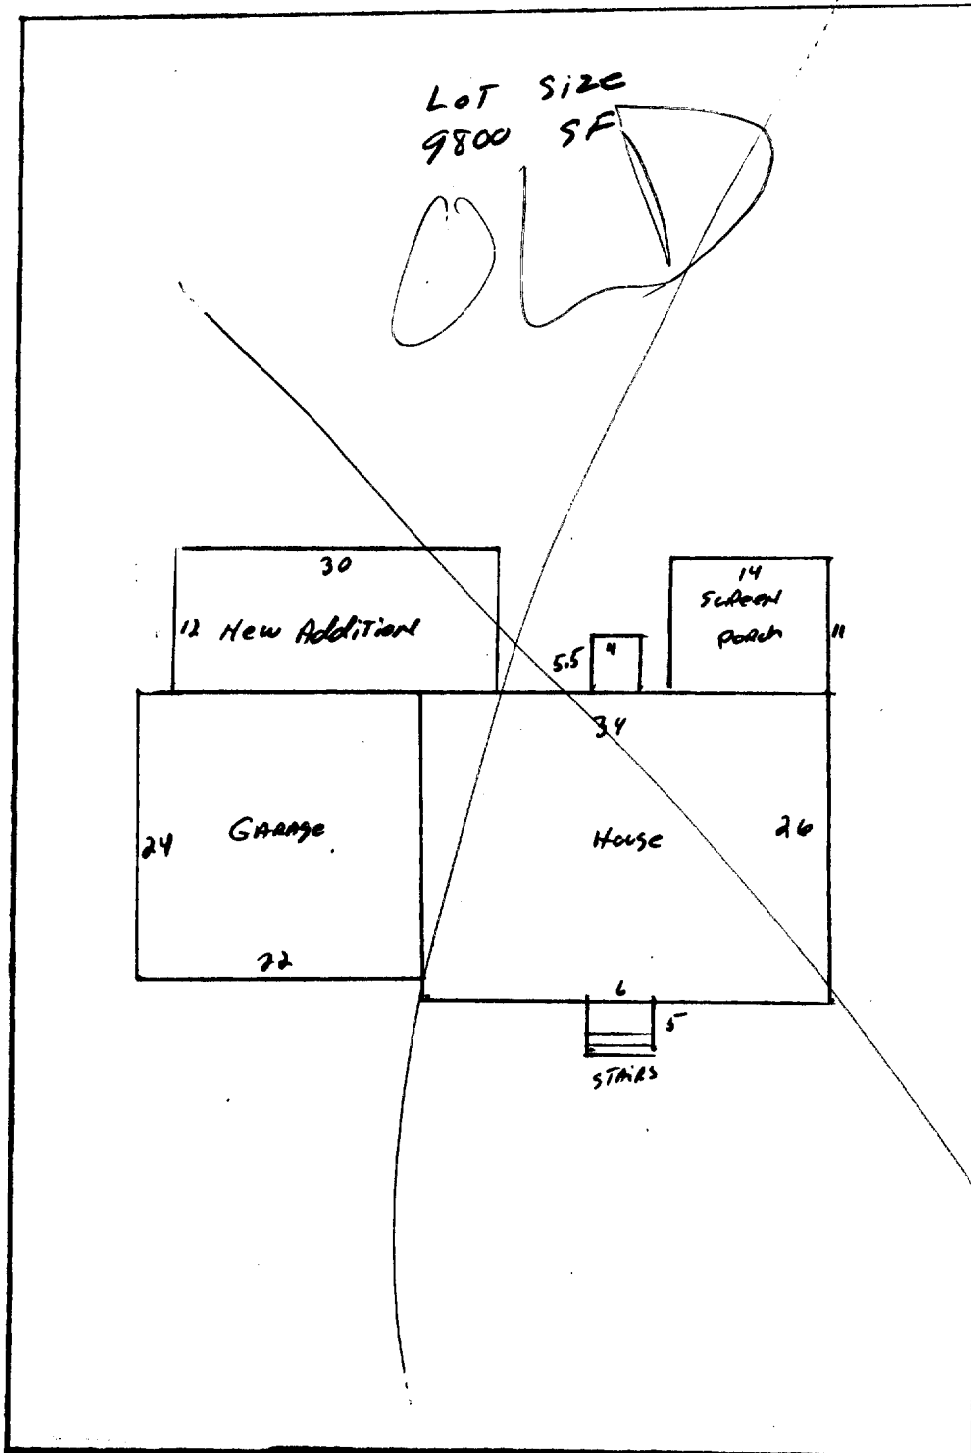 LOT Size
9800 SF
OLD
30
12 New Addition
14
Screen
Porch
11
5.5
4
34
24
Garage
House
26
22
6
5
Stairs